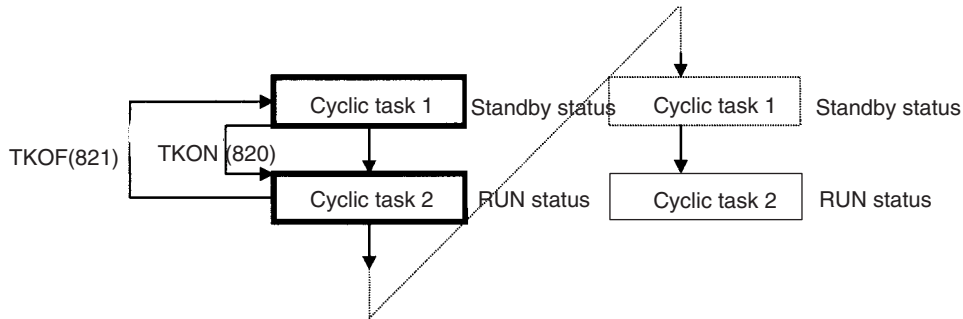 Cyclic task 1
Standby status
TKOF(821)
TKON (820)
Cyclic task 2
RUN status
Cyclic task 1
Standby status
Cyclic task 2
RUN status